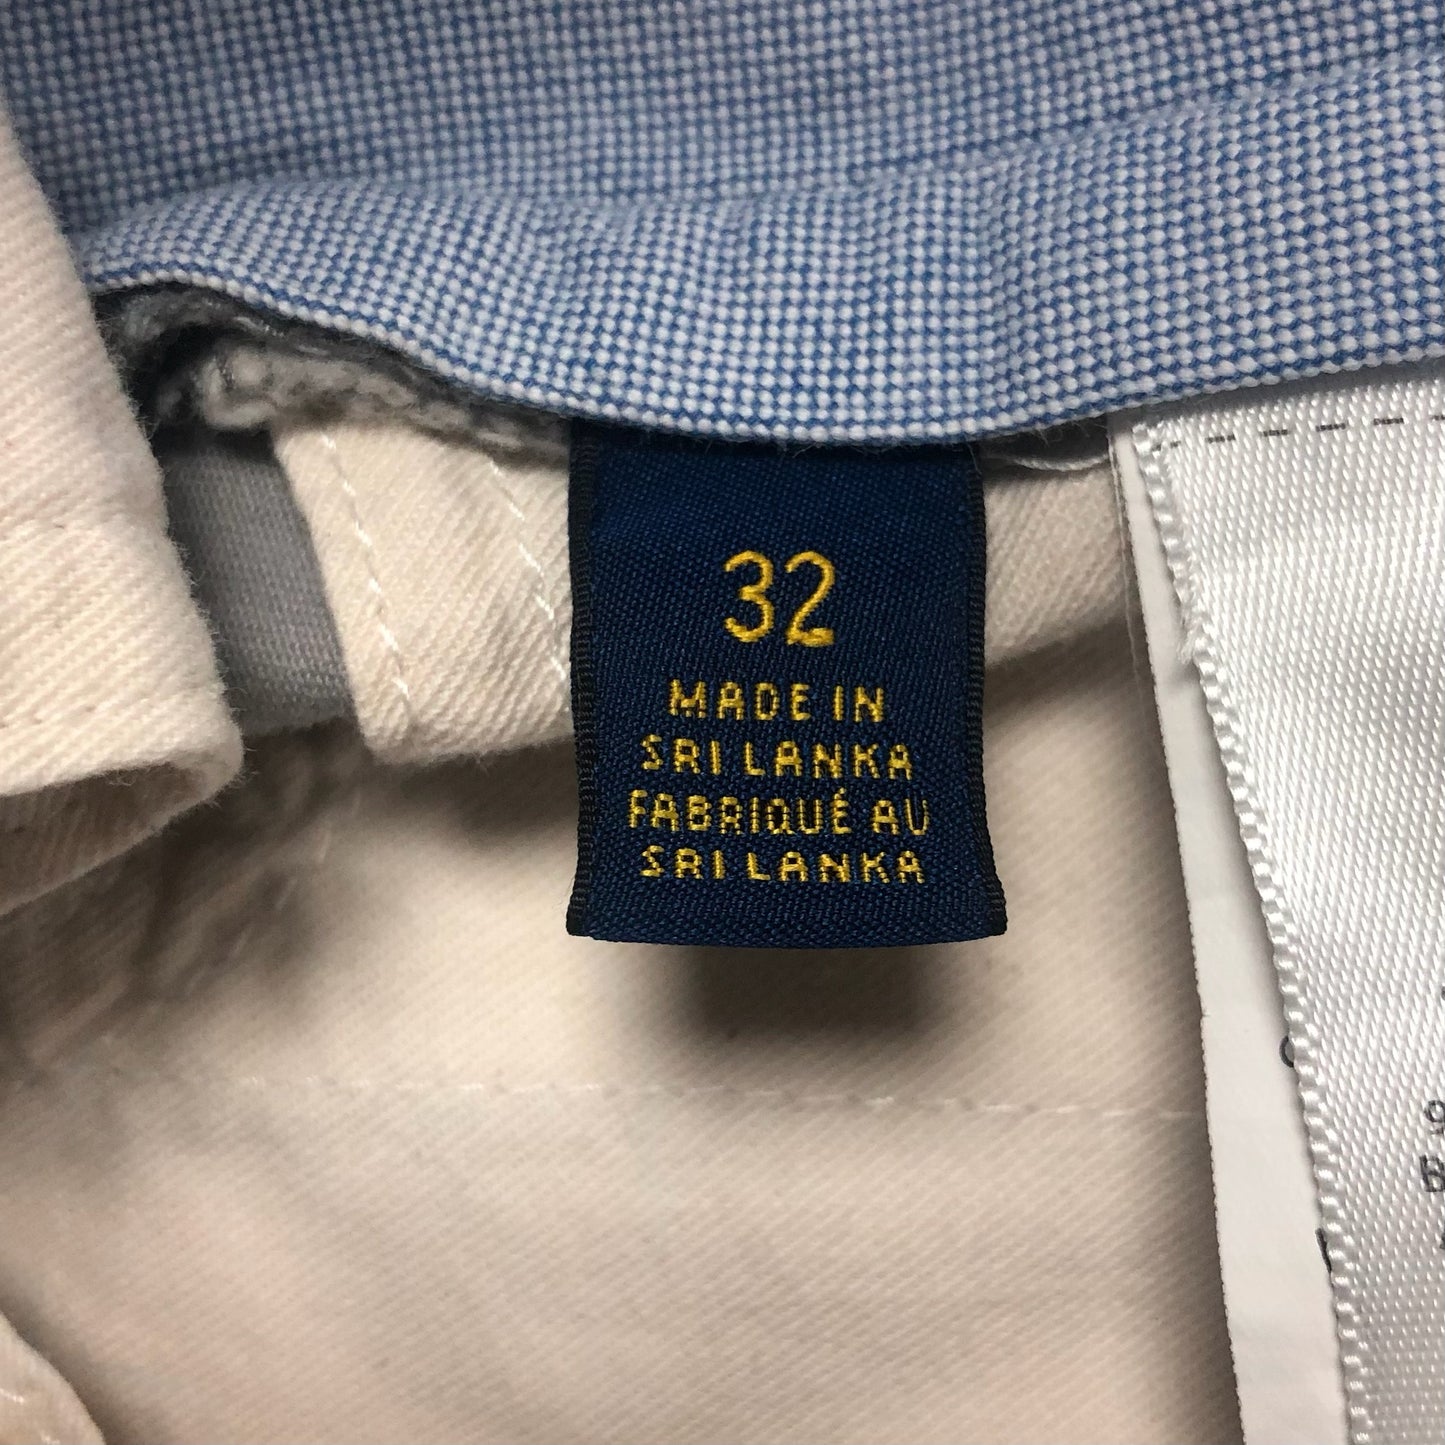 32
MADE IN
SRI LANKA
FABRIQUÉ AU
SRI LANKA